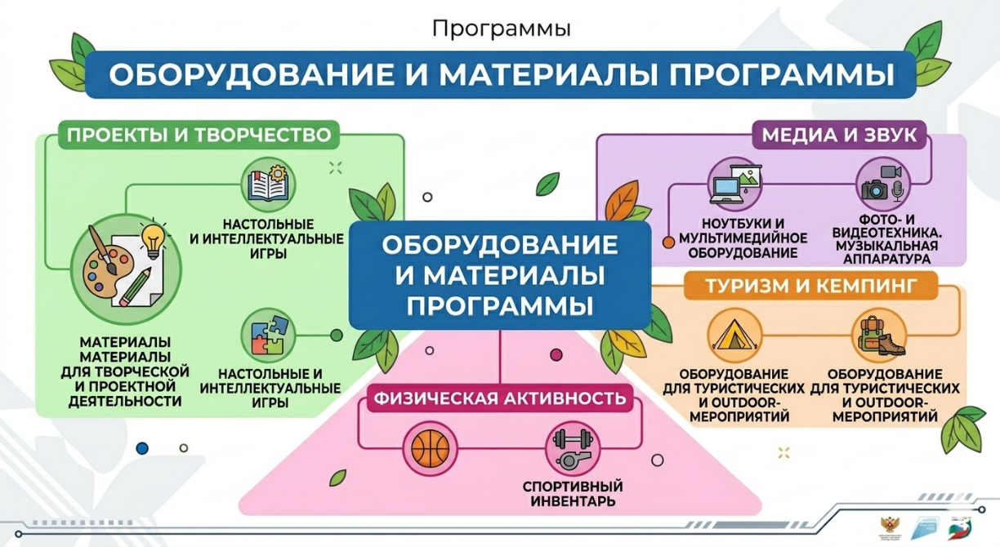 Программы
ОБОРУДОВАНИЕ И МАТЕРИАЛЫ ПРОГРАММЫ
ПРОЕКТЫ И ТВОРЧЕСТВО
НАСТОЛЬНЫЕ
И ИНТЕЛЛЕКТУАЛЬНЫЕ
ИГРЫ
МАТЕРИАЛЫ
МАТЕРИАЛЫ
ДЛЯ ТВОРЧЕСКОЙ
И ПРОЕКТНОЙ
ДЕЯТЕЛЬНОСТИ
НАСТОЛЬНЫЕ И
ИНТЕЛЛЕКТУАЛЬНЫЕ
ИГРЫ
ОБОРУДОВАНИЕ
И МАТЕРИАЛЫ
ПРОГРАММЫ
МЕДИА И ЗВУК
НОУТБУКИ И
МУЛЬТИМЕДИЙНОЕ
ОБОРУДОВАНИЕ
ФОТО- И
ВИДЕОТЕХНИКА.
МУЗЫКАЛЬНАЯ
АППАРАТУРА
ТУРИЗМ И КЕМПИНГ
ОБОРУДОВАНИЕ
ДЛЯ ТУРИСТИЧЕСКИХ
И OUTDOOR-
МЕРОПРИЯТИЙ
ОБОРУДОВАНИЕ
ДЛЯ ТУРИСТИЧЕСКИХ
И OUTDOOR-
МЕРОПРИЯТИЙ
ФИЗИЧЕСКАЯ АКТИВНОСТЬ
СПОРТИВНЫЙ
ИНВЕНТАРЬ